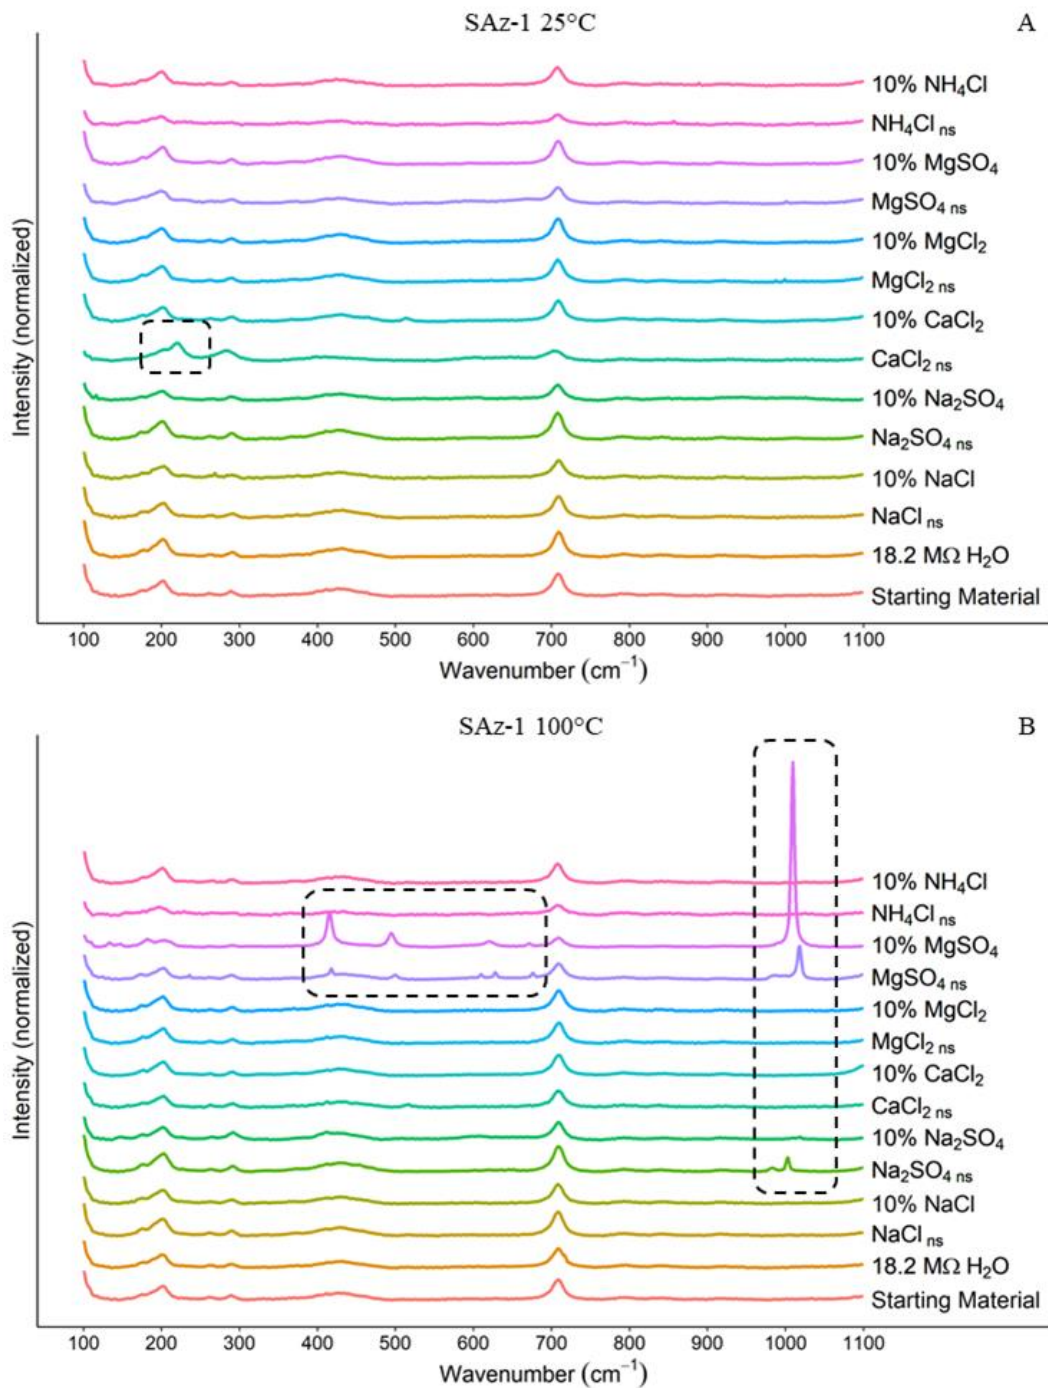 SAz-1 25°C
A
Intensity (normalized)
10% NH₄Cl
NH₄Cl ns
10% MgSO₄
MgSO₄ ns
10% MgCl₂
MgCl₂ ns
10% CaCl₂
CaCl₂ ns
10% Na₂SO₄
Na₂SO₄ ns
10% NaCl
NaCl ns
18.2 MΩ H₂O
Starting Material
100 200 300 400 500 600 700 800 900 1000 1100
Wavenumber (cm⁻¹)
SAz-1 100°C
B
Intensity (normalized)
10% NH₄Cl
NH₄Cl ns
10% MgSO₄
MgSO₄ ns
10% MgCl₂
MgCl₂ ns
10% CaCl₂
CaCl₂ ns
10% Na₂SO₄
Na₂SO₄ ns
10% NaCl
NaCl ns
18.2 MΩ H₂O
Starting Material
100 200 300 400 500 600 700 800 900 1000 1100
Wavenumber (cm⁻¹)